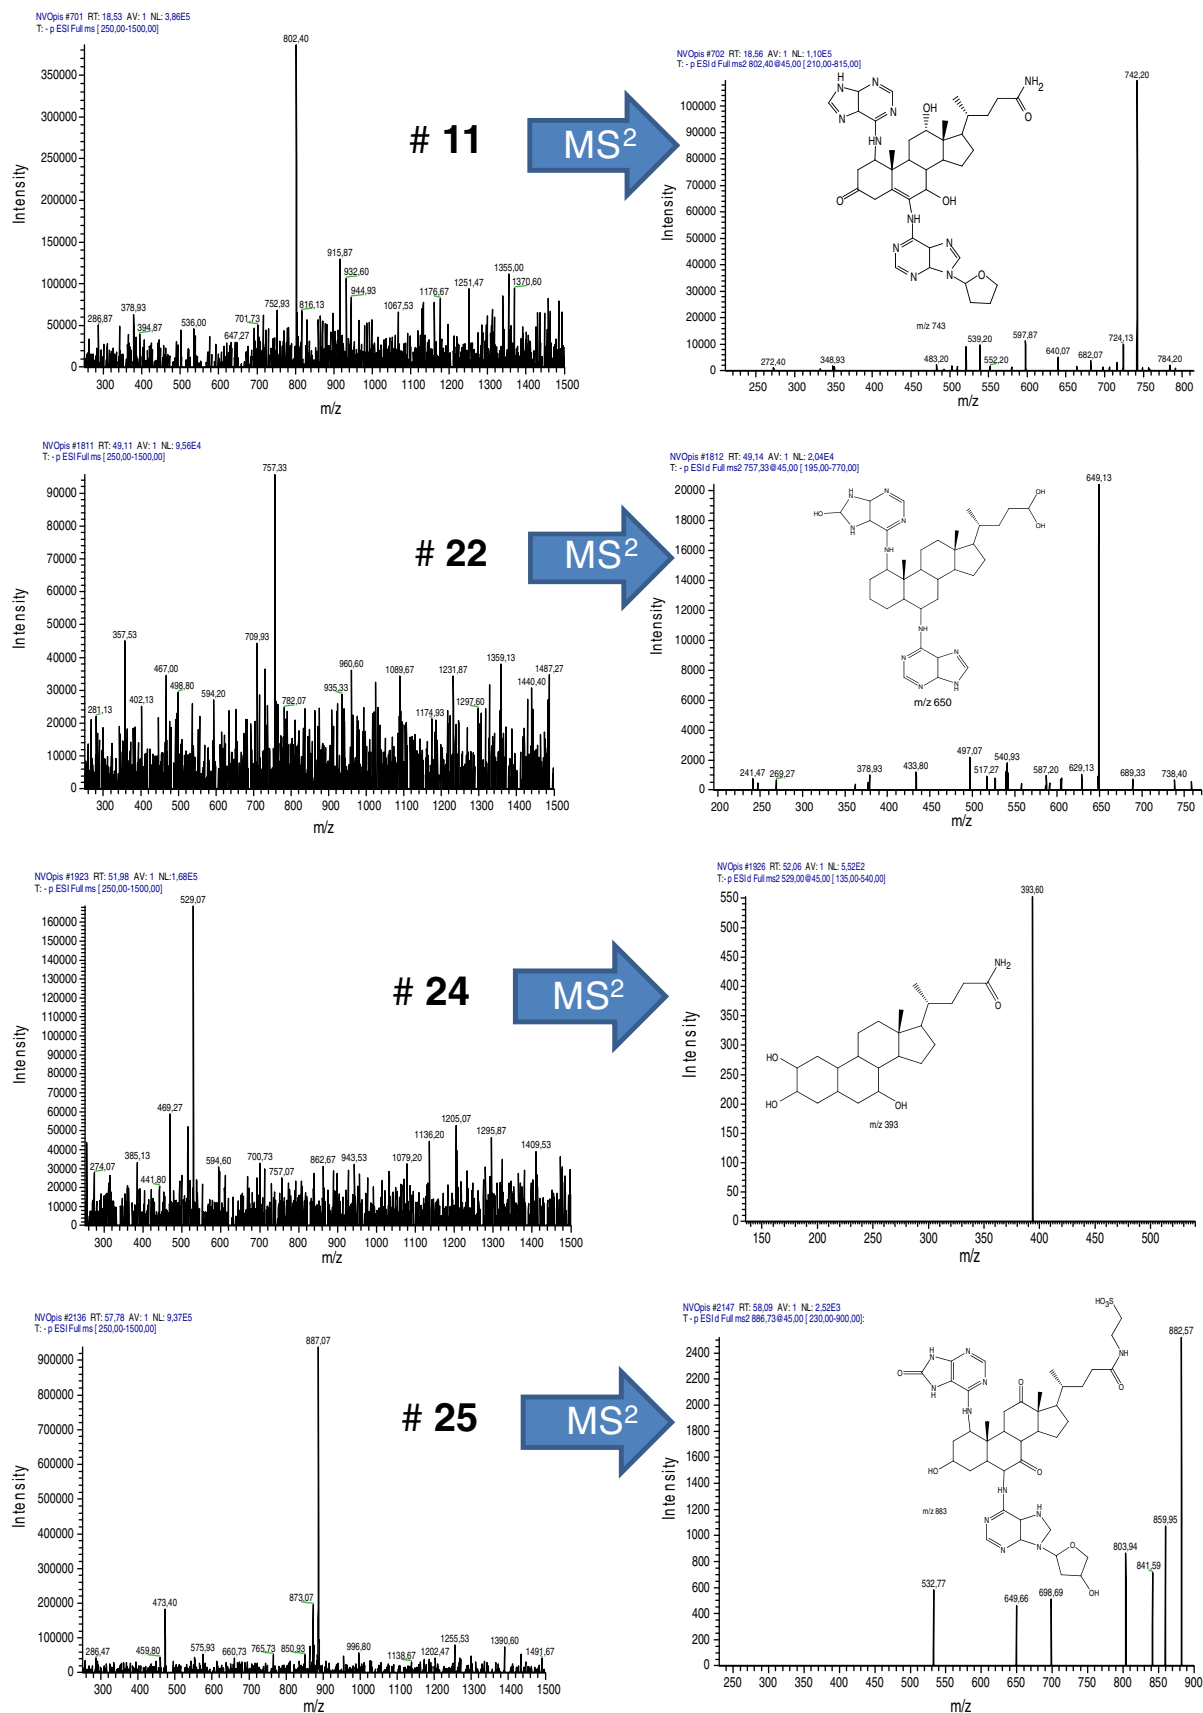 NVOpis #701 RT: 18,53 AV: 1 NL: 3,86E5
T: - p ESI Full ms [ 250,00-1500,00]
802,40
350000
300000
250000
200000
150000
100000
50000
0
Intensity
915,87
932,60
944,93
1355,00
1370,60
1251,47
1176,67
1067,53
816,13
752,93
701,73
647,27
536,00
378,93
394,87
286,87
300 400 500 600 700 800 900 1000 1100 1200 1300 1400 1500
m/z
# 11
MS2
NVOpis #702 RT: 18,56 AV: 1 NL: 1,10E5
T: - p ESI d Full ms2 802,40@45,00 [ 210,00-815,00]
742,20
100000
90000
80000
70000
60000
50000
40000
30000
20000
10000
0
Intensity
H
N
N
N
N
HN
OH
NH2
O
O
OH
NH
N
N
N
N
O
m/z 743
272,40
348,93
483,20
539,20
552,20
597,87
640,07
682,07
724,13
784,20
250 300 350 400 450 500 550 600 650 700 750 800
m/z
NVOpis #1811 RT: 49,11 AV: 1 NL: 9,56E4
T: - p ESI Full ms [ 250,00-1500,00]
757,33
90000
80000
70000
60000
50000
40000
30000
20000
10000
0
Intensity
357,53
709,93
467,00
498,80
402,13
281,13
594,20
782,07
935,33
960,60
1089,67
1174,93
1231,87
1297,60
1359,13
1440,40
1487,27
300 400 500 600 700 800 900 1000 1100 1200 1300 1400 1500
m/z
# 22
MS2
NVOpis #1812 RT: 49,14 AV: 1 NL: 2,04E4
T: - p ESI d Full ms2 757,33@45,00 [ 195,00-770,00]
649,13
20000
18000
16000
14000
12000
10000
8000
6000
4000
2000
0
Intensity
H
N
N
HO
N
H
N
NH
OH
OH
NH
N
N
N
N
H
m/z 650
241,47
269,27
378,93
433,80
497,07
517,27
540,93
587,20
629,13
689,33
738,40
200 250 300 350 400 450 500 550 600 650 700 750
m/z
NVOpis #1923 RT: 51,98 AV: 1 NL:1,68E5
T: - p ESI Full ms [ 250,00-1500,00]
529,07
160000
150000
140000
130000
120000
110000
100000
90000
80000
70000
60000
50000
40000
30000
20000
10000
0
Intensity
469,27
385,13
274,07
441,80
594,60
700,73
757,07
862,67
943,53
1079,20
1136,20
1205,07
1295,87
1409,53
300 400 500 600 700 800 900 1000 1100 1200 1300 1400 1500
m/z
# 24
MS2
NVOpis #1926 RT: 52,06 AV: 1 NL: 5,52E2
T:- p ESI d Full ms2 529,00@45,00 [ 135,00-540,00]
393,60
550
500
450
400
350
300
250
200
150
100
50
0
Intensity
NH2
O
HO
HO
OH
m/z 393
150 200 250 300 350 400 450 500
m/z
NVOpis #2136 RT: 57,78 AV: 1 NL: 9,37E5
T: - p ESI Full ms [ 250,00-1500,00]
887,07
900000
800000
700000
600000
500000
400000
300000
200000
100000
0
Intensity
873,07
473,40
286,47
459,80
575,93
660,73
765,73
850,93
996,80
1138,67
1202,47
1255,53
1390,60
1491,67
300 400 500 600 700 800 900 1000 1100 1200 1300 1400 1500
m/z
# 25
MS2
NVOpis #2147 RT: 58,09 AV: 1 NL: 2,52E3
T - p ESI d Full ms2 886,73@45,00 [ 230,00-900,00]:
882,57
2400
2200
2000
1800
1600
1400
1200
1000
800
600
400
200
0
Intensity
HO3S
NH
O
H
N
N
O
N
H
N
HN
O
HO
O
HN
H
N
N
N
N
O
OH
m/z 883
859,95
803,94
841,59
532,77
649,66
698,69
250 300 350 400 450 500 550 600 650 700 750 800 850 900
m/z